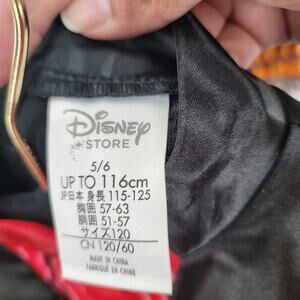 Disney
STORE
5/6
UP TO 116cm
JP日本 身長 115-125
胸囲 57-63
胴囲 51-57
サイズ120
CN 120/60
MADE IN CHINA
FABRIQUÉ EN CHINE